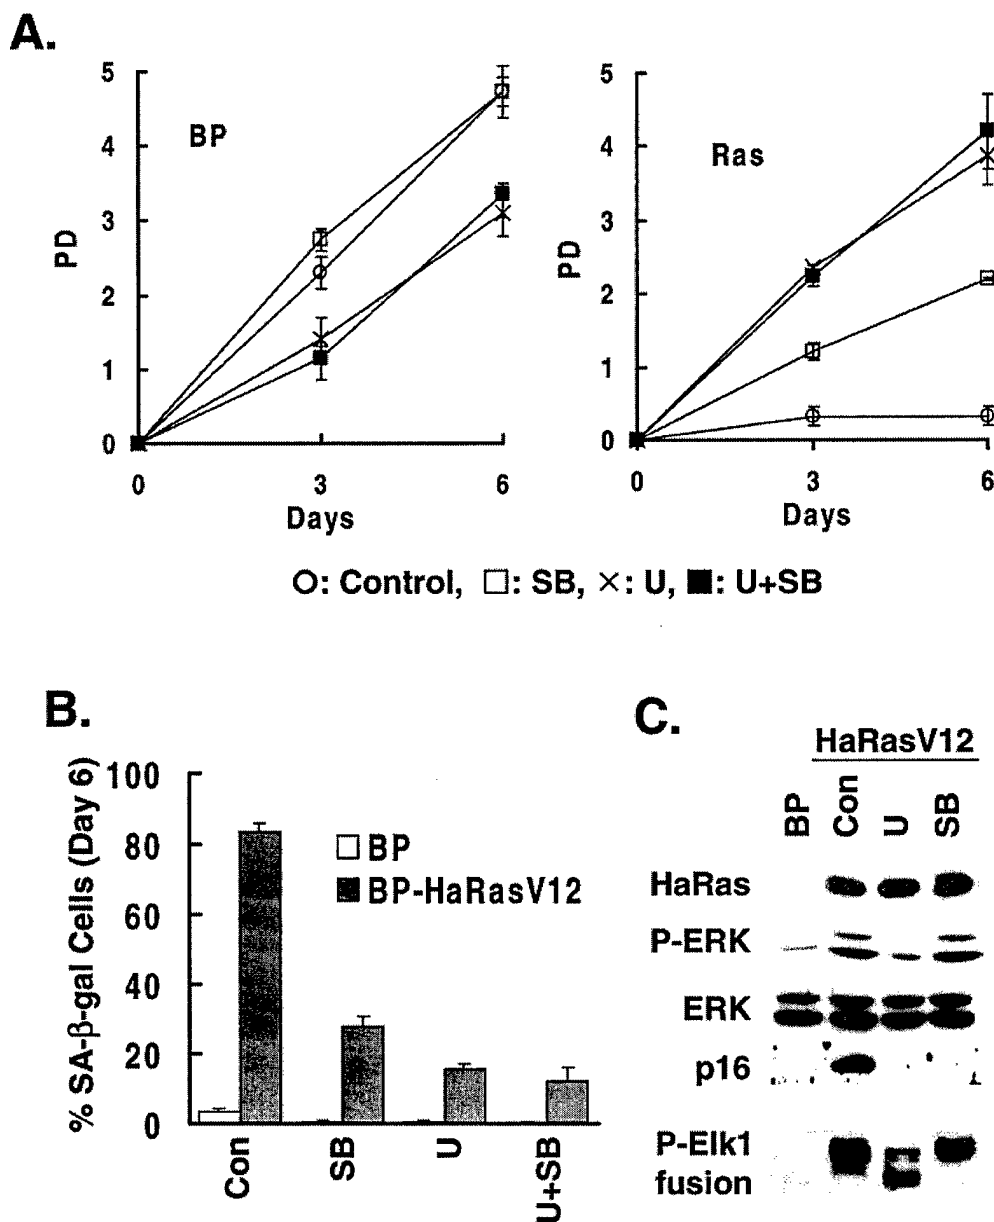 A.
BP
PD
5
4
3
2
1
0
0 3 6
Days
Ras
PD
5
4
3
2
1
0
0 3 6
Days
O: Control, □: SB, ×: U, ■: U+SB
B.
% SA-β-gal Cells (Day 6)
100
80
60
40
20
0
BP
BP-HaRasV12
Con
SB
U
U+SB
C.
HaRasV12
BP Con U SB
HaRas
P-ERK
ERK
p16
P-Elk1
fusion